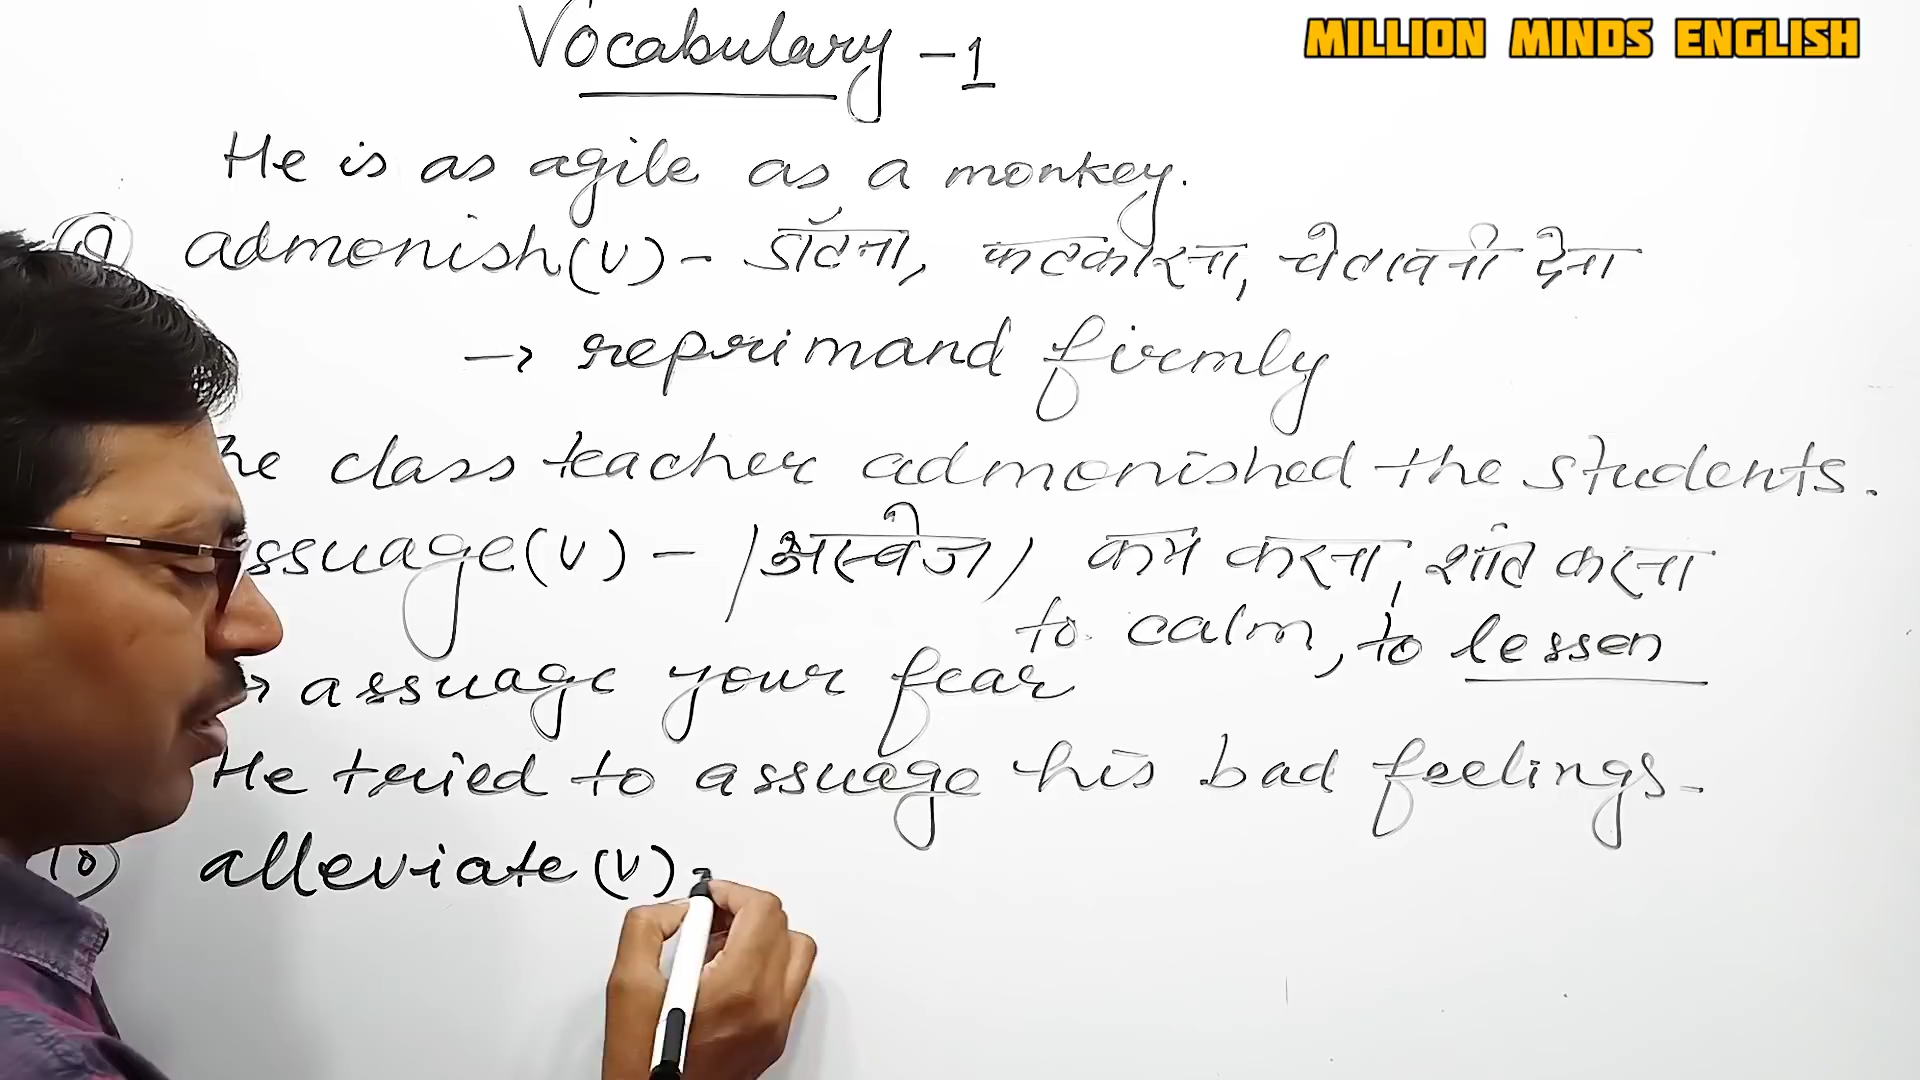 Vocabulary - 1
MILLION MINDS ENGLISH
He is as agile as a monkey.
admonish (v) - डाँटना, फटकारना, चेतावनी देना
→ reprimand firmly
he class teacher admonished the students.
ssuage (v) - /अस्वेज/ कम करना, शांत करना
to calm, to lessen
→ assuage your fear
He tried to assuage his bad feelings.
10 alleviate (v) -